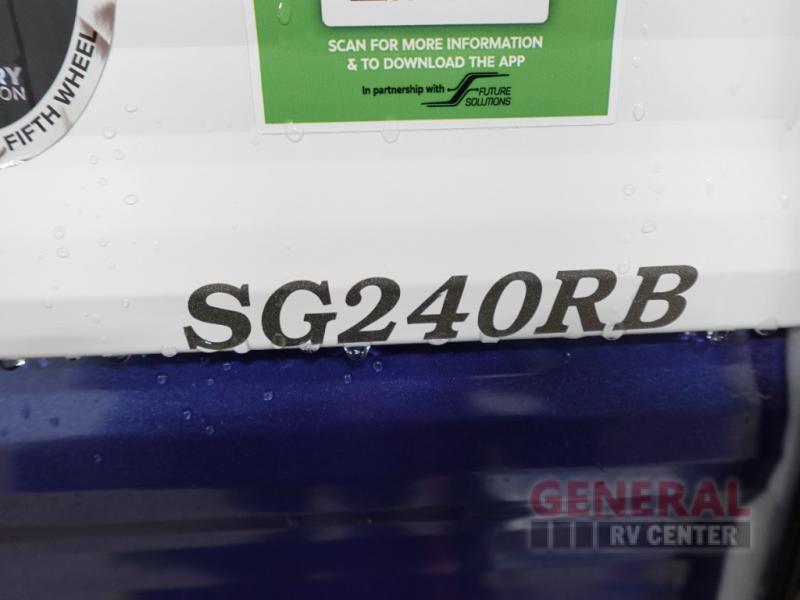 SCAN FOR MORE INFORMATION
& TO DOWNLOAD THE APP
In partnership with
FUTURE
SOLUTIONS
FIFTH WHEEL
SG240RB
GENERAL
RV CENTER